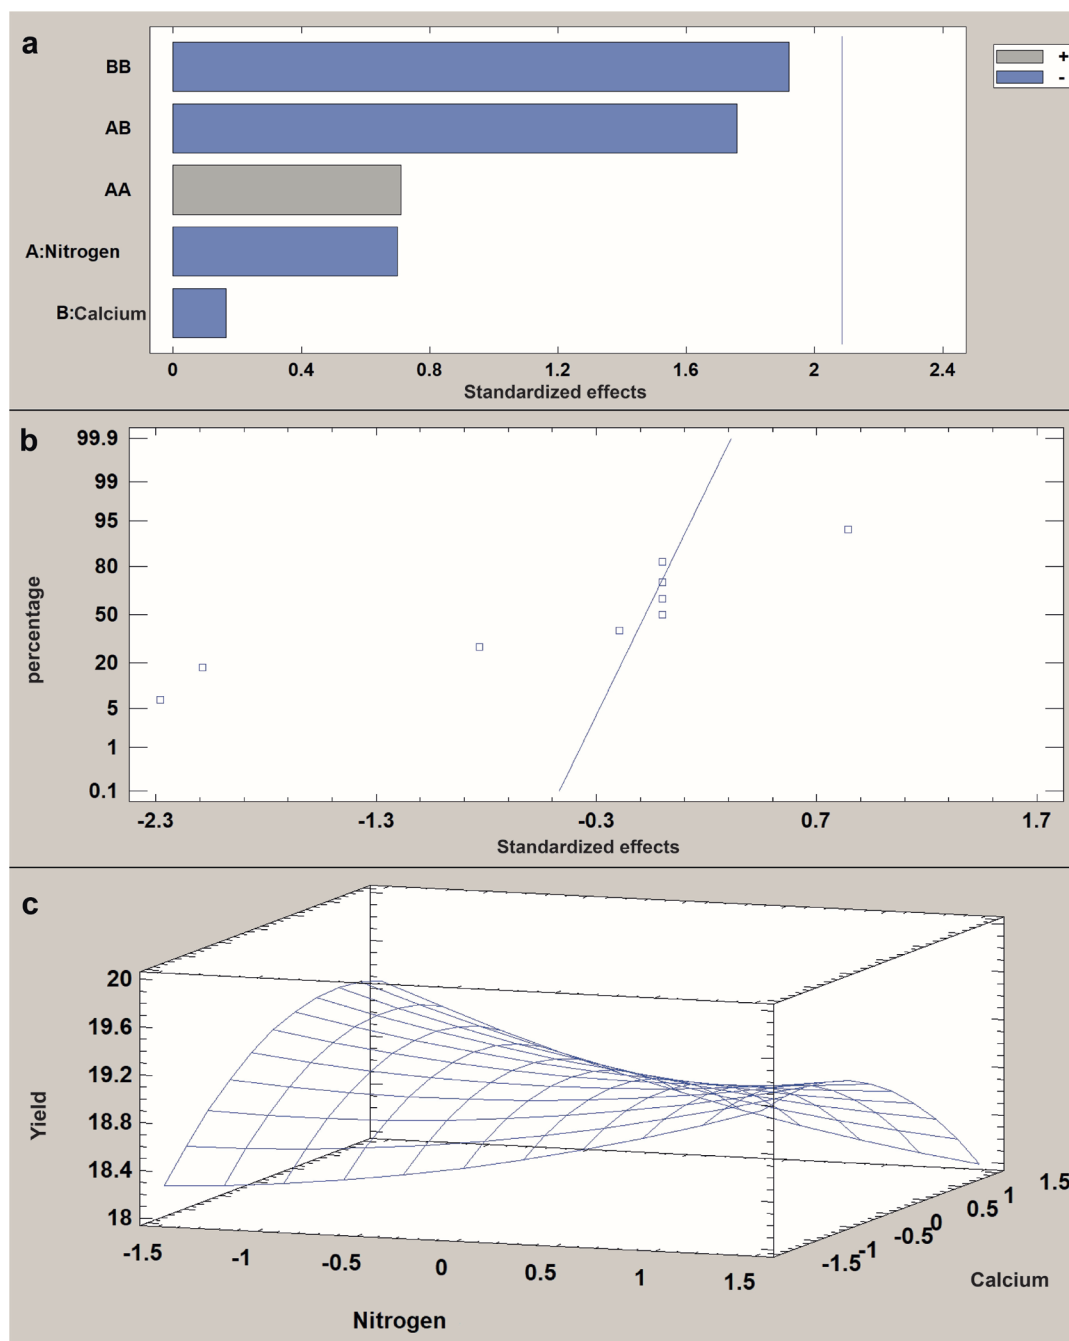 a
BB
AB
AA
A:Nitrogen
B:Calcium
+
-
0 0.4 0.8 1.2 1.6 2 2.4
Standardized effects
b
99.9
99
95
80
50
20
5
1
0.1
percentage
-2.3 -1.3 -0.3 0.7 1.7
Standardized effects
c
20
19.6
19.2
18.8
18.4
18
Yield
-1.5 -1 -0.5 0 0.5 1 1.5
Nitrogen
-1.5 -1 -0.5 0 0.5 1 1.5
Calcium